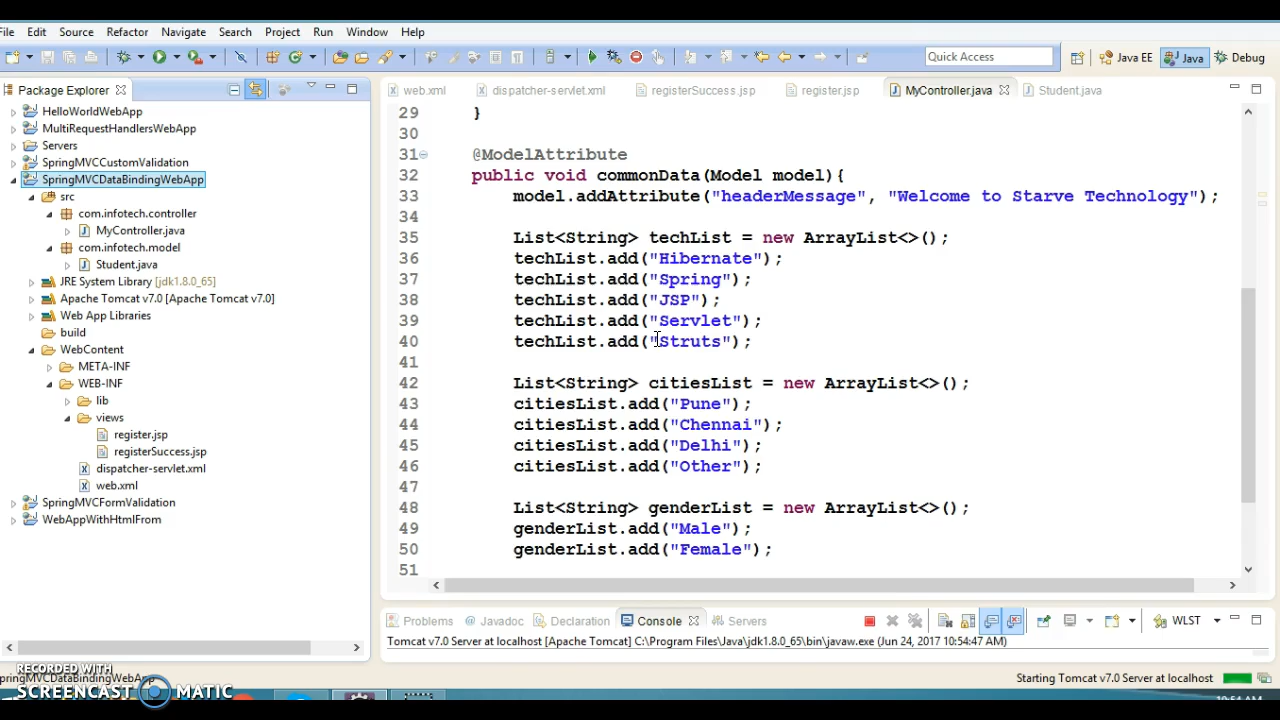 File Edit Source Refactor Navigate Search Project Run Window Help
Quick Access Java EE Java Debug
Package Explorer
web.xml dispatcher-servlet.xml registerSuccess.jsp register.jsp MyController.java Student.java
HelloWorldWebApp
MultiRequestHandlersWebApp
Servers
SpringMVCCustomValidation
SpringMVCDataBindingWebApp
src
com.infotech.controller
MyController.java
com.infotech.model
Student.java
JRE System Library [jdk1.8.0_65]
Apache Tomcat v7.0 [Apache Tomcat v7.0]
Web App Libraries
build
WebContent
META-INF
WEB-INF
lib
views
register.jsp
registerSuccess.jsp
dispatcher-servlet.xml
web.xml
SpringMVCFormValidation
WebAppWithHtmlFrom
29 }
30
31 @ModelAttribute
32 public void commonData(Model model){
33 model.addAttribute("headerMessage", "Welcome to Starve Technology");
34
35 List<String> techList = new ArrayList<>();
36 techList.add("Hibernate");
37 techList.add("Spring");
38 techList.add("JSP");
39 techList.add("Servlet");
40 techList.add("Struts");
41
42 List<String> citiesList = new ArrayList<>();
43 citiesList.add("Pune");
44 citiesList.add("Chennai");
45 citiesList.add("Delhi");
46 citiesList.add("Other");
47
48 List<String> genderList = new ArrayList<>();
49 genderList.add("Male");
50 genderList.add("Female");
51
Problems Javadoc Declaration Console Servers WLST
Tomcat v7.0 Server at localhost [Apache Tomcat] C:\Program Files\Java\jdk1.8.0_65\bin\javaw.exe (Jun 24, 2017 10:54:47 AM)
Starting Tomcat v7.0 Server at localhost
RECORDED WITH
SCREENCAST MATIC
10:54 AM